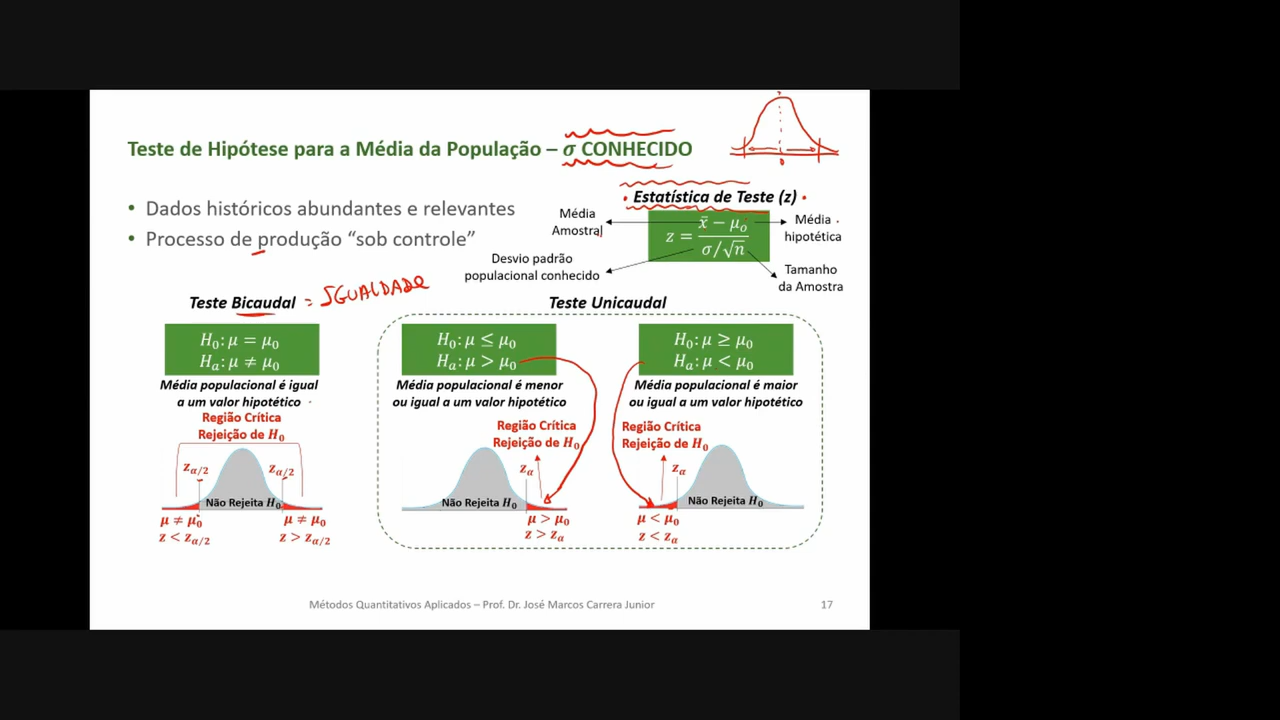 Teste de Hipótese para a Média da População – σ CONHECIDO
0
• Dados históricos abundantes e relevantes
• Processo de produção “sob controle”
Estatística de Teste (z)
Média
Amostral
z = (x̄ − μ₀) / (σ/√n)
Média
hipotética
Desvio padrão
populacional conhecido
Tamanho
da Amostra
Teste Bicaudal = IGUALDADE
H₀: μ = μ₀
Hₐ: μ ≠ μ₀
Média populacional é igual
a um valor hipotético
Região Crítica
Rejeição de H₀
z_α/2 z_α/2
Não Rejeita H₀
μ ≠ μ₀ μ ≠ μ₀
z < z_α/2 z > z_α/2
Teste Unicaudal
H₀: μ ≤ μ₀
Hₐ: μ > μ₀
Média populacional é menor
ou igual a um valor hipotético
Região Crítica
Rejeição de H₀
z_α
Não Rejeita H₀
μ > μ₀
z > z_α
H₀: μ ≥ μ₀
Hₐ: μ < μ₀
Média populacional é maior
ou igual a um valor hipotético
Região Crítica
Rejeição de H₀
z_α
Não Rejeita H₀
μ < μ₀
z < z_α
Métodos Quantitativos Aplicados – Prof. Dr. José Marcos Carrera Junior
17